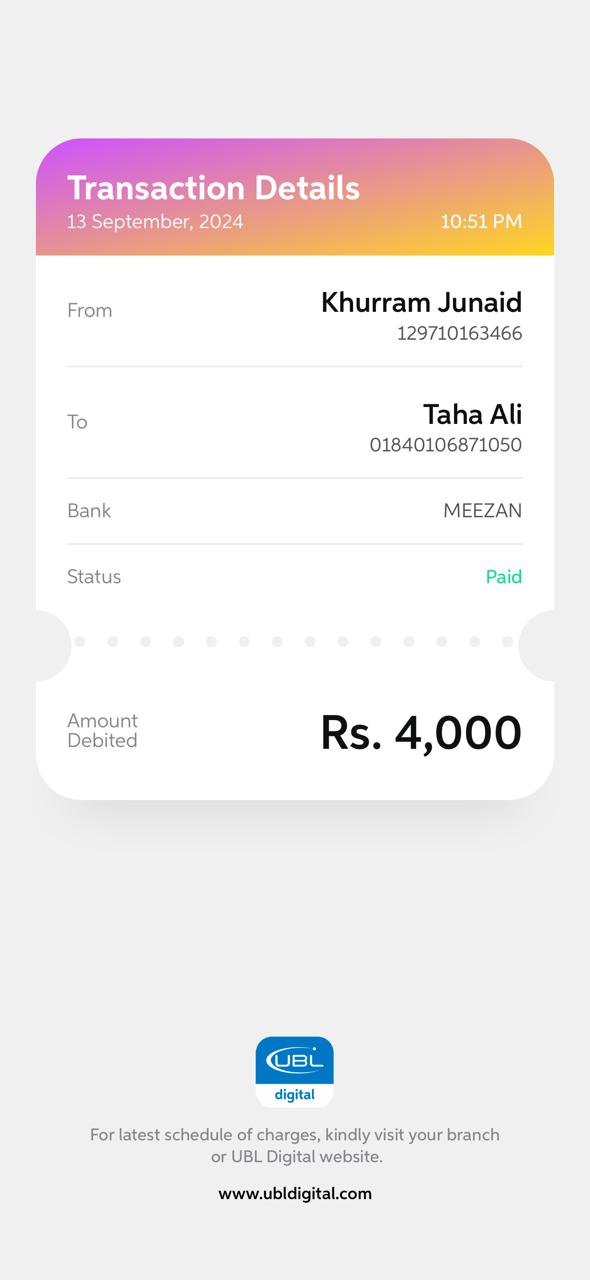 Transaction Details
13 September, 2024 10:51 PM
From Khurram Junaid
129710163466
To Taha Ali
01840106871050
Bank MEEZAN
Status Paid
Amount Debited Rs. 4,000
UBL
digital
For latest schedule of charges, kindly visit your branch
or UBL Digital website.
www.ubldigital.com